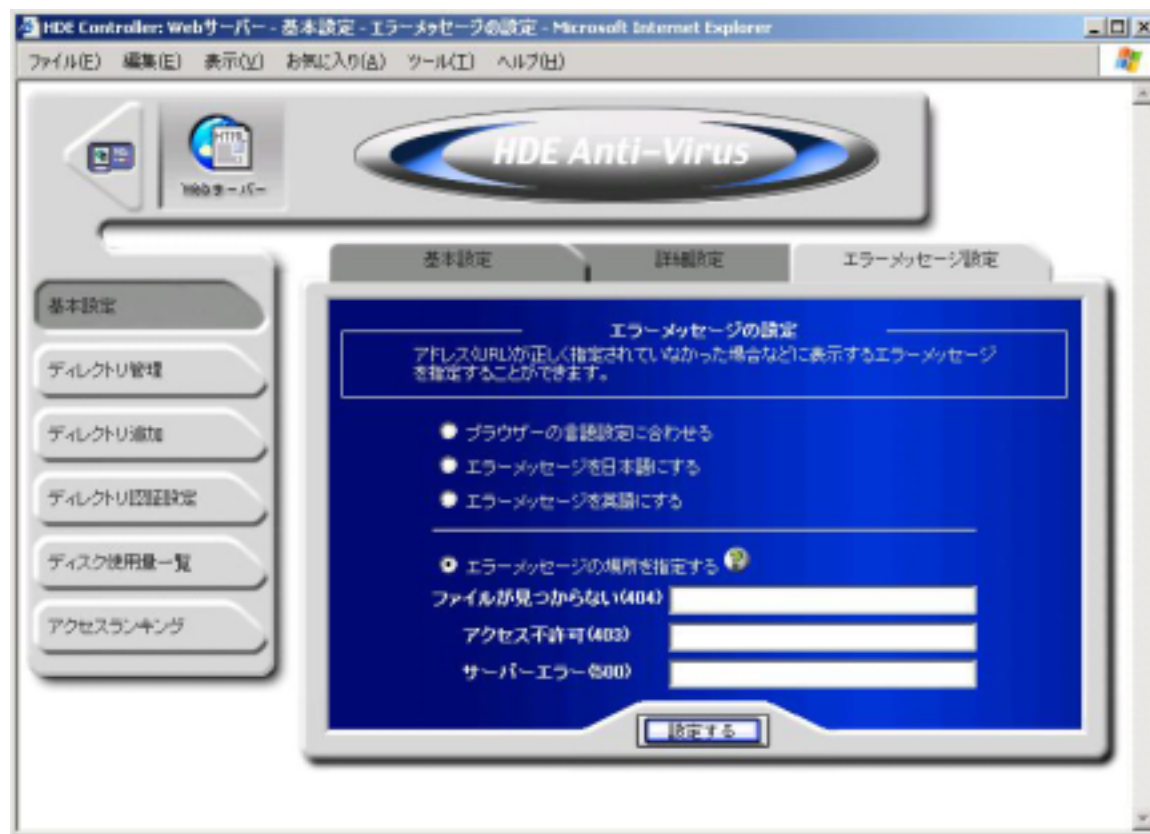 HDE Controller: Webサーバー - 基本設定 - エラーメッセージの設定 - Microsoft Internet Explorer
ファイル(F) 編集(E) 表示(V) お気に入り(A) ツール(T) ヘルプ(H)
HTML
Webサーバー
HDE Anti-Virus
基本設定 詳細設定 エラーメッセージ設定
基本設定
ディレクトリ管理
ディレクトリ追加
ディレクトリ認証設定
ディスク使用量一覧
アクセスランキング
エラーメッセージの設定
アドレス(URL)が正しく指定されていなかった場合などに表示するエラーメッセージ
を指定することができます。
ブラウザーの言語設定に合わせる
エラーメッセージを日本語にする
エラーメッセージを英語にする
エラーメッセージの場所を指定する
ファイルが見つからない(404)
アクセス不許可(403)
サーバーエラー(500)
設定する